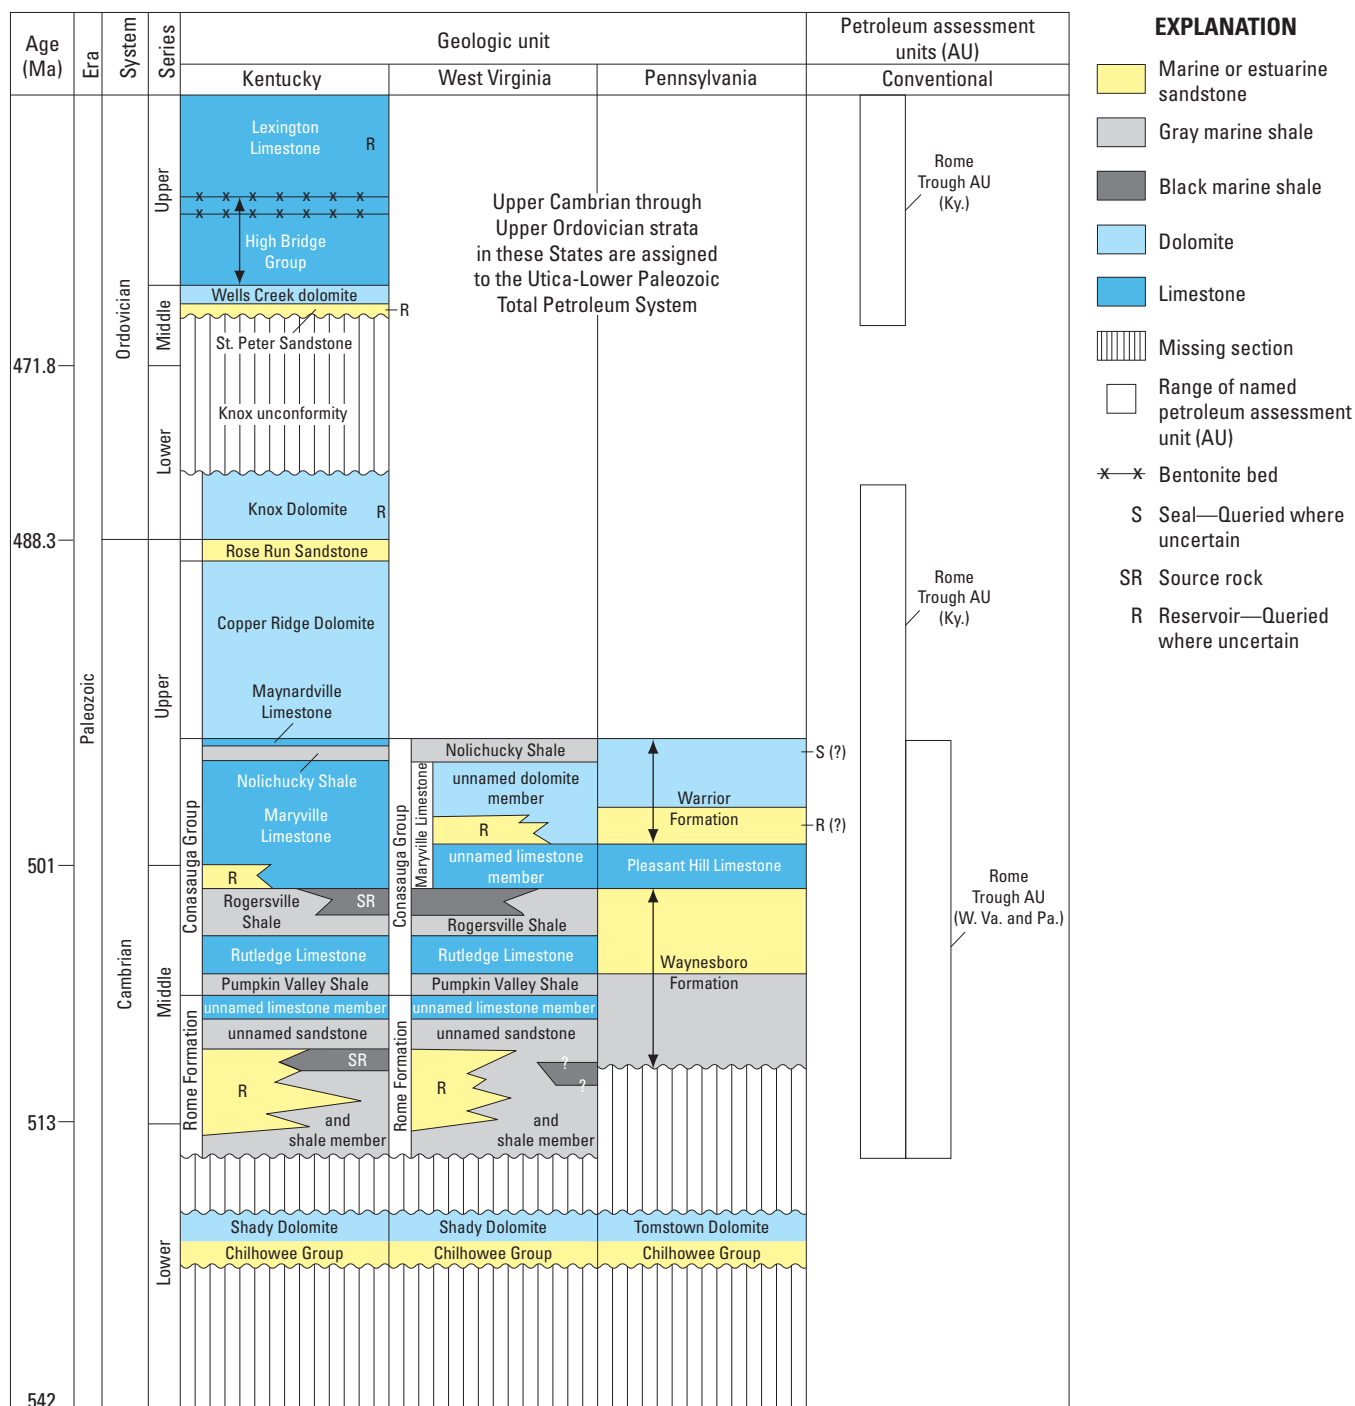 Age
(Ma)
Era
System
Series
Geologic unit
Petroleum assessment
units (AU)
Kentucky
West Virginia
Pennsylvania
Conventional
471.8
488.3
501
513
542
Paleozoic
Ordovician
Cambrian
Upper
Middle
Lower
Upper
Middle
Lower
Lexington
Limestone
R
x x x x x x x
x x x x x x x
High Bridge
Group
Wells Creek dolomite
R
St. Peter Sandstone
Knox unconformity
Knox Dolomite
R
Rose Run Sandstone
Copper Ridge Dolomite
Maynardville
Limestone
Conasauga Group
Nolichucky Shale
Maryville
Limestone
R
Rogersville
Shale
SR
Rutledge Limestone
Pumpkin Valley Shale
Rome Formation
unnamed limestone member
unnamed sandstone
SR
R
and
shale member
Shady Dolomite
Chilhowee Group
Upper Cambrian through
Upper Ordovician strata
in these States are assigned
to the Utica-Lower Paleozoic
Total Petroleum System
Conasauga Group
Nolichucky Shale
Maryville Limestone
unnamed dolomite
member
R
unnamed limestone
member
Rogersville Shale
Rutledge Limestone
Pumpkin Valley Shale
Rome Formation
unnamed limestone member
unnamed sandstone
?
?
R
and
shale member
Shady Dolomite
Chilhowee Group
S (?)
Warrior
Formation
R (?)
Pleasant Hill Limestone
Waynesboro
Formation
Tomstown Dolomite
Chilhowee Group
Rome
Trough AU
(Ky.)
Rome
Trough AU
(Ky.)
Rome
Trough AU
(W. Va. and Pa.)
EXPLANATION
Marine or estuarine
sandstone
Gray marine shale
Black marine shale
Dolomite
Limestone
Missing section
Range of named
petroleum assessment
unit (AU)
x x Bentonite bed
S Seal—Queried where
uncertain
SR Source rock
R Reservoir—Queried
where uncertain